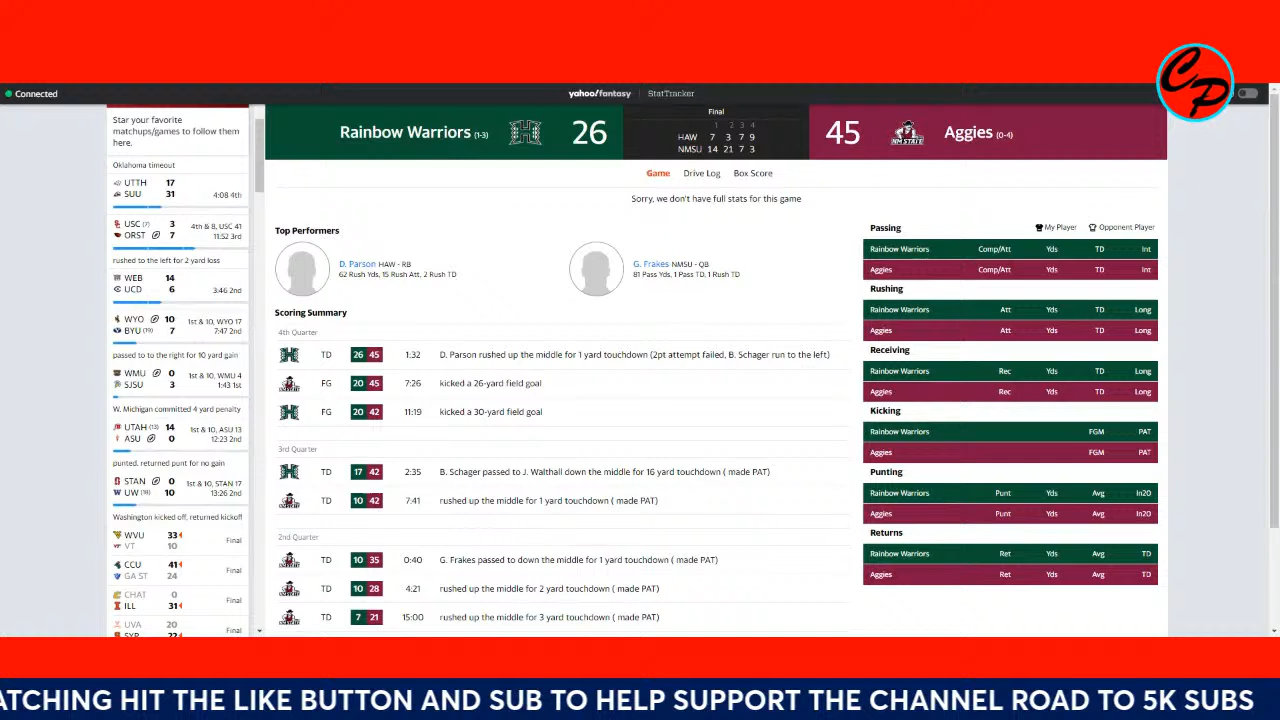 CP
Connected
yahoo!fantasy | StatTracker
Star your favorite
matchups/games to follow them
here.
Oklahoma timeout
UTTH 17
SUU 31 4:08 4th
USC (7) 3 4th & 8, USC 41
ORST 7 11:52 3rd
rushed to the left for 2 yard loss
WEB 14
UCD 6 3:46 2nd
WYO 10 1st & 10, WYO 17
BYU (19) 7 7:47 2nd
passed to to the right for 10 yard gain
WMU 0 1st & 10, WMU 4
SJSU 3 1:43 1st
W. Michigan committed 4 yard penalty
UTAH (13) 14 1st & 10, ASU 13
ASU 0 12:23 2nd
punted, returned punt for no gain
STAN 0 1st & 10, STAN 17
UW (18) 10 13:26 2nd
Washington kicked off, returned kickoff
WVU 33 Final
VT 10
CCU 41 Final
GA ST 24
CHAT 0 Final
ILL 31
UVA 20 Final
SYR 22
Rainbow Warriors (1-3) 26
Final
1 2 3 4
HAW 7 3 7 9
NMSU 14 21 7 3
45 NM STATE Aggies (0-4)
Game Drive Log Box Score
Sorry, we don't have full stats for this game
Top Performers
D. Parson HAW - RB
62 Rush Yds, 15 Rush Att, 2 Rush TD
G. Frakes NMSU - QB
81 Pass Yds, 1 Pass TD, 1 Rush TD
Scoring Summary
4th Quarter
TD 26 45 1:32 D. Parson rushed up the middle for 1 yard touchdown (2pt attempt failed, B. Schager run to the left)
FG 20 45 7:26 kicked a 26-yard field goal
FG 20 42 11:19 kicked a 30-yard field goal
3rd Quarter
TD 17 42 2:35 B. Schager passed to J. Walthall down the middle for 16 yard touchdown ( made PAT)
TD 10 42 7:41 rushed up the middle for 1 yard touchdown ( made PAT)
2nd Quarter
TD 10 35 0:40 G. Frakes passed to down the middle for 1 yard touchdown ( made PAT)
TD 10 28 4:21 rushed up the middle for 2 yard touchdown ( made PAT)
TD 7 21 15:00 rushed up the middle for 3 yard touchdown ( made PAT)
Passing My Player Opponent Player
Rainbow Warriors Comp/Att Yds TD Int
Aggies Comp/Att Yds TD Int
Rushing
Rainbow Warriors Att Yds TD Long
Aggies Att Yds TD Long
Receiving
Rainbow Warriors Rec Yds TD Long
Aggies Rec Yds TD Long
Kicking
Rainbow Warriors FGM PAT
Aggies FGM PAT
Punting
Rainbow Warriors Punt Yds Avg In20
Aggies Punt Yds Avg In20
Returns
Rainbow Warriors Ret Yds Avg TD
Aggies Ret Yds Avg TD
ATCHING HIT THE LIKE BUTTON AND SUB TO HELP SUPPORT THE CHANNEL ROAD TO 5K SUBS